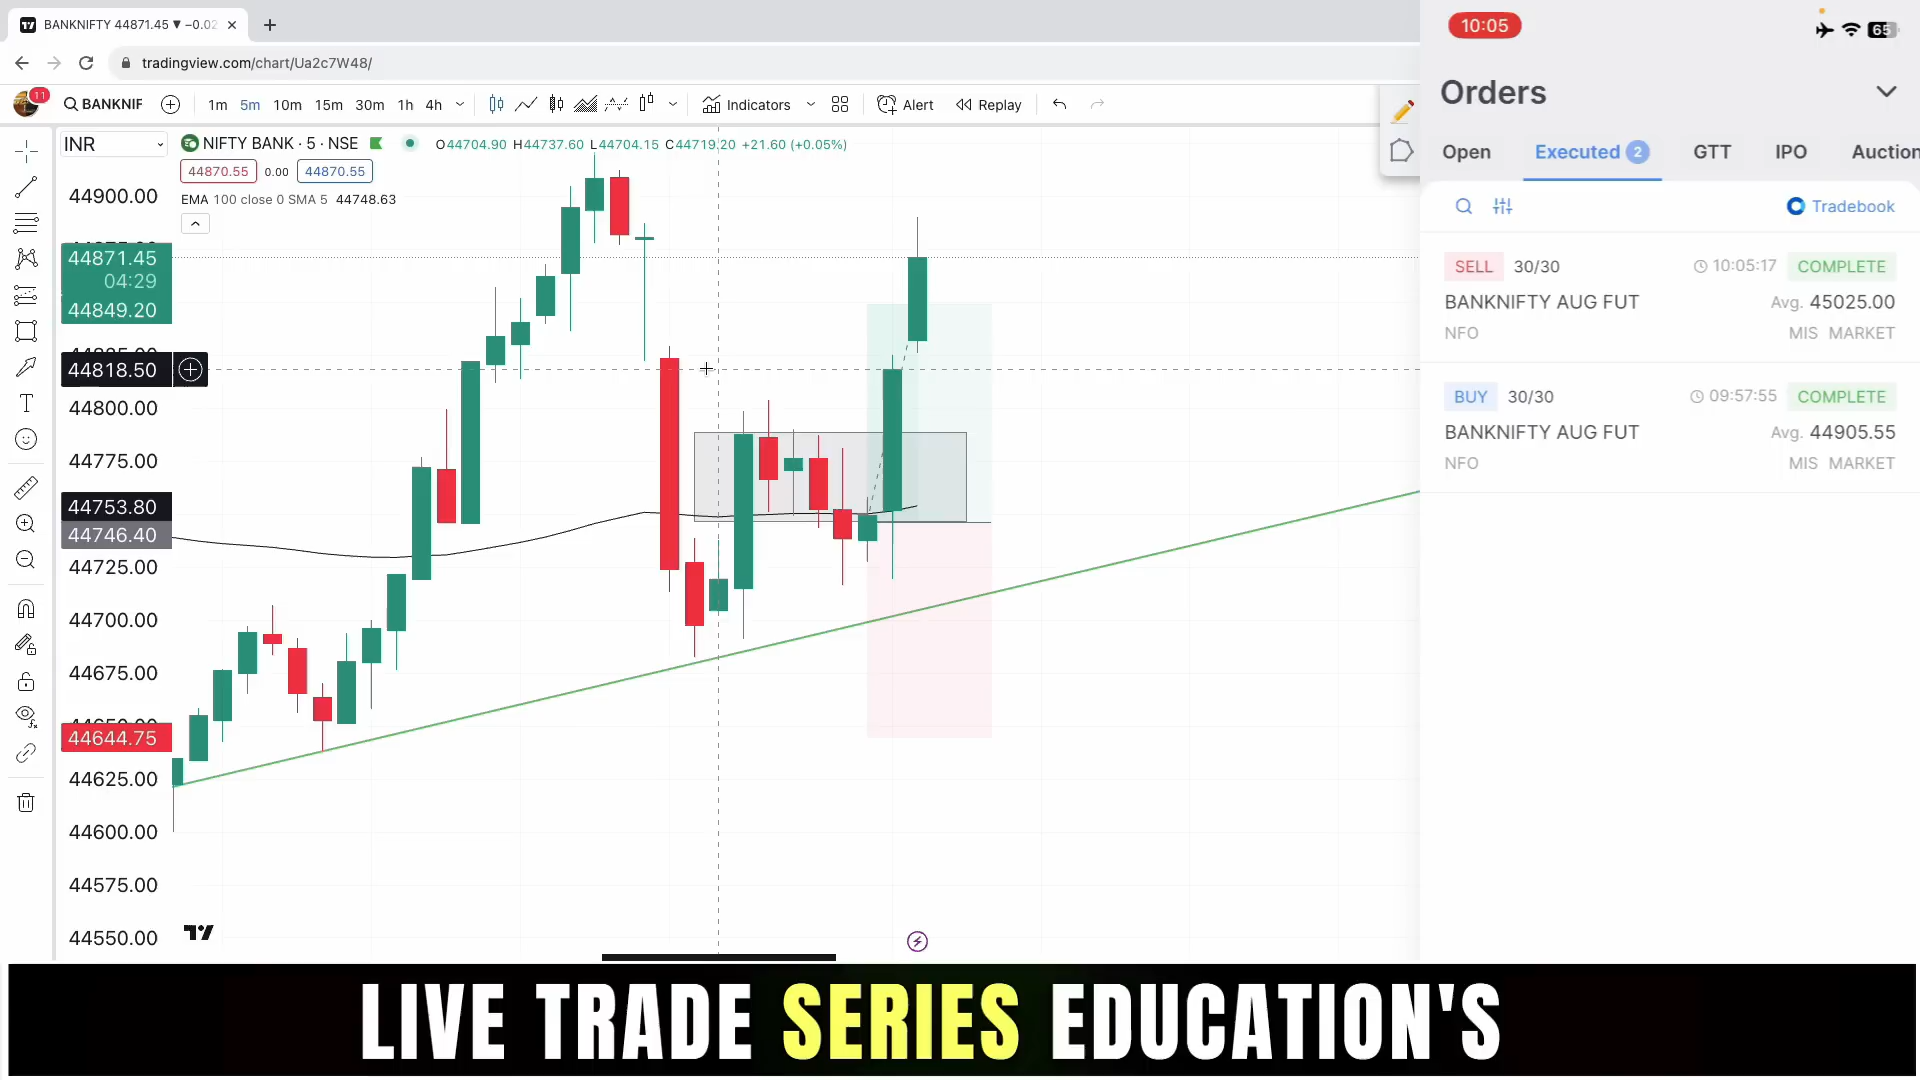 BANKNIFTY 44871.45 ▼ −0.02
tradingview.com/chart/Ua2c7W48/
11 BANKNIF 1m 5m 10m 15m 30m 1h 4h Indicators Alert Replay
INR
NIFTY BANK · 5 · NSE O44704.90 H44737.60 L44704.15 C44719.20 +21.60 (+0.05%)
44870.55 0.00 44870.55
EMA 100 close 0 SMA 5 44748.63
44900.00
44871.45
04:29
44849.20
44818.50
44800.00
44775.00
44753.80
44746.40
44725.00
44700.00
44675.00
44644.75
44625.00
44600.00
44575.00
44550.00
10:05 65
Orders
Open Executed 2 GTT IPO Auction
Tradebook
SELL 30/30 10:05:17 COMPLETE
BANKNIFTY AUG FUT Avg. 45025.00
NFO MIS MARKET
BUY 30/30 09:57:55 COMPLETE
BANKNIFTY AUG FUT Avg. 44905.55
NFO MIS MARKET
LIVE TRADE SERIES EDUCATION'S